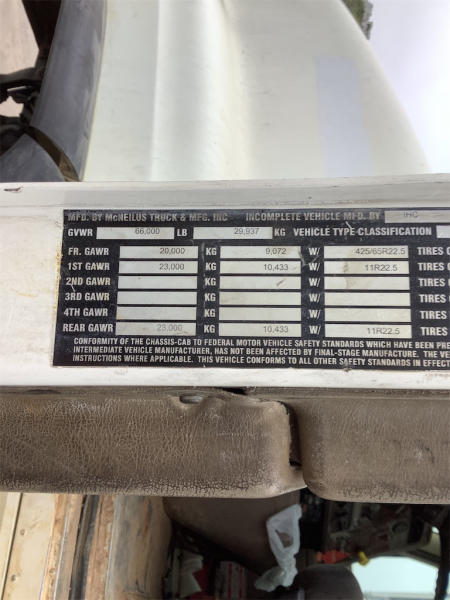 MFD. BY McNEILUS TRUCK & MFG. INC INCOMPLETE VEHICLE MFD. BY IHC
GVWR 66,000 LB 29,937 KG VEHICLE TYPE CLASSIFICATION
FR. GAWR 20,000 KG 9,072 W/ 425/65R22.5 TIRES
1ST GAWR 23,000 KG 10,433 W/ 11R22.5 TIRES
2ND GAWR KG W/ TIRES
3RD GAWR KG W/ TIRES
4TH GAWR KG W/ TIRES
REAR GAWR 23,000 KG 10,433 W/ 11R22.5 TIRES
CONFORMITY OF THE CHASSIS-CAB TO FEDERAL MOTOR VEHICLE SAFETY STANDARDS WHICH HAVE BEEN
INTERMEDIATE VEHICLE MANUFACTURER, HAS NOT BEEN AFFECTED BY FINAL-STAGE MANUFACTURE. THE
INSTRUCTIONS WHERE APPLICABLE. THIS VEHICLE CONFORMS TO ALL OTHER SAFETY STANDARDS IN EFFECT